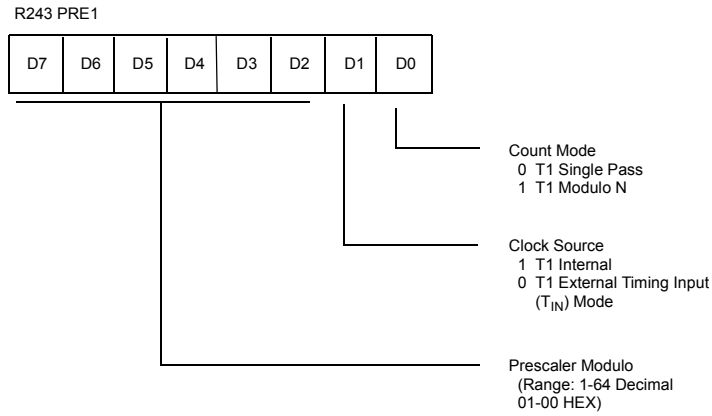 R243 PRE1
D7 D6 D5 D4 D3 D2 D1 D0
Count Mode
0 T1 Single Pass
1 T1 Modulo N
Clock Source
1 T1 Internal
0 T1 External Timing Input
(TIN) Mode
Prescaler Modulo
(Range: 1-64 Decimal
01-00 HEX)